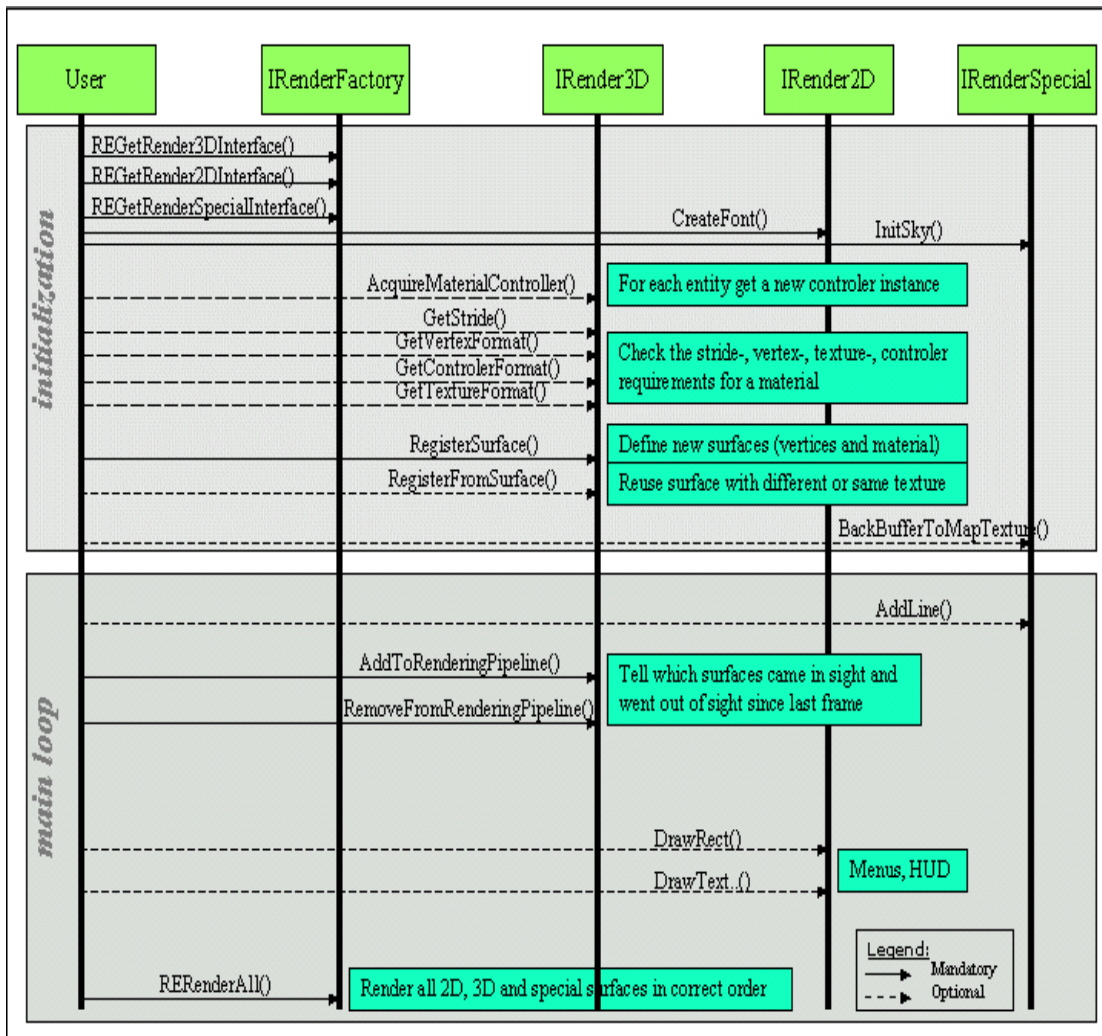 User
IRenderFactory
IRender3D
IRender2D
IRenderSpecial
initialization
REGetRender3DInterface()
REGetRender2DInterface()
REGetRenderSpecialInterface()
CreateFont()
InitSky()
AcquireMaterialController()
For each entity get a new controler instance
GetStride()
GetVertexFormat()
GetControlerFormat()
GetTextureFormat()
Check the stride-, vertex-, texture-, controler
requirements for a material
RegisterSurface()
Define new surfaces (vertices and material)
RegisterFromSurface()
Reuse surface with different or same texture
BackBufferToMapTexture()
main loop
AddLine()
AddToRenderingPipeline()
Tell which surfaces came in sight and
went out of sight since last frame
RemoveFromRenderingPipeline()
DrawRect()
Menus, HUD
DrawText..()
RERenderAll()
Render all 2D, 3D and special surfaces in correct order
Legend:
Mandatory
Optional